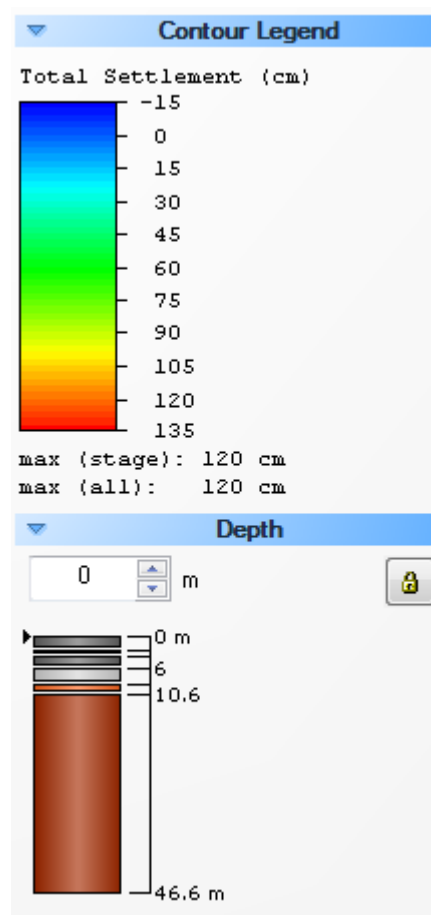 Contour Legend
Total Settlement (cm)
-15
0
15
30
45
60
75
90
105
120
135
max (stage): 120 cm
max (all): 120 cm
Depth
0 m
0 m
6
10.6
46.6 m